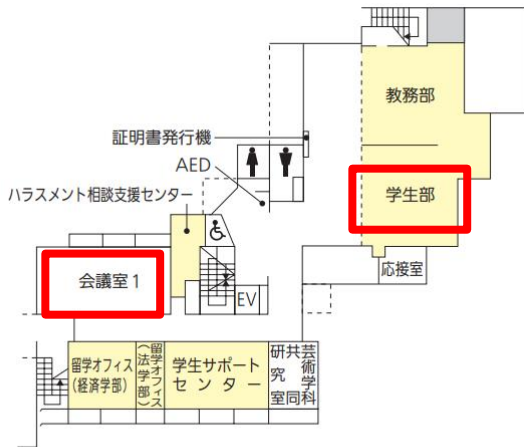 教務部
証明書発行機
AED
ハラスメント相談支援センター
学生部
会議室1
EV
応接室
留学オフィス
(経済学部)
留学オフィス
(法学部)
学生サポート
センター
芸術学科
共同
研究室